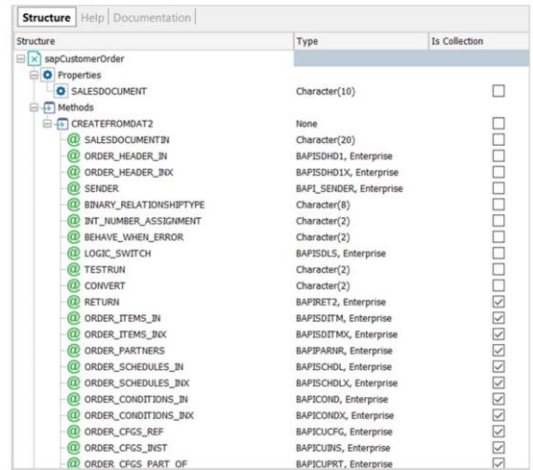 Structure Help Documentation
Structure Type Is Collection
sapCustomerOrder
Properties
SALESDOCUMENT Character(10)
Methods
CREATEFROMDAT2 None
SALESDOCUMENTIN Character(20)
ORDER_HEADER_IN BAPISDHD1, Enterprise
ORDER_HEADER_INX BAPISDHD1X, Enterprise
SENDER BAPI_SENDER, Enterprise
BINARY_RELATIONSHIPTYPE Character(8)
INT_NUMBER_ASSIGNMENT Character(2)
BEHAVE_WHEN_ERROR Character(2)
LOGIC_SWITCH BAPISDLS, Enterprise
TESTRUN Character(2)
CONVERT Character(2)
RETURN BAPIRET2, Enterprise
ORDER_ITEMS_IN BAPISDITM, Enterprise
ORDER_ITEMS_INX BAPISDITMX, Enterprise
ORDER_PARTNERS BAPIPARNR, Enterprise
ORDER_SCHEDULES_IN BAPISCHDL, Enterprise
ORDER_SCHEDULES_INX BAPISCHDLX, Enterprise
ORDER_CONDITIONS_IN BAPICOND, Enterprise
ORDER_CONDITIONS_INX BAPICONDX, Enterprise
ORDER_CFGS_REF BAPICUCFG, Enterprise
ORDER_CFGS_INST BAPICUINS, Enterprise
ORDER_CFGS_PART_OF BAPICUPRT, Enterprise